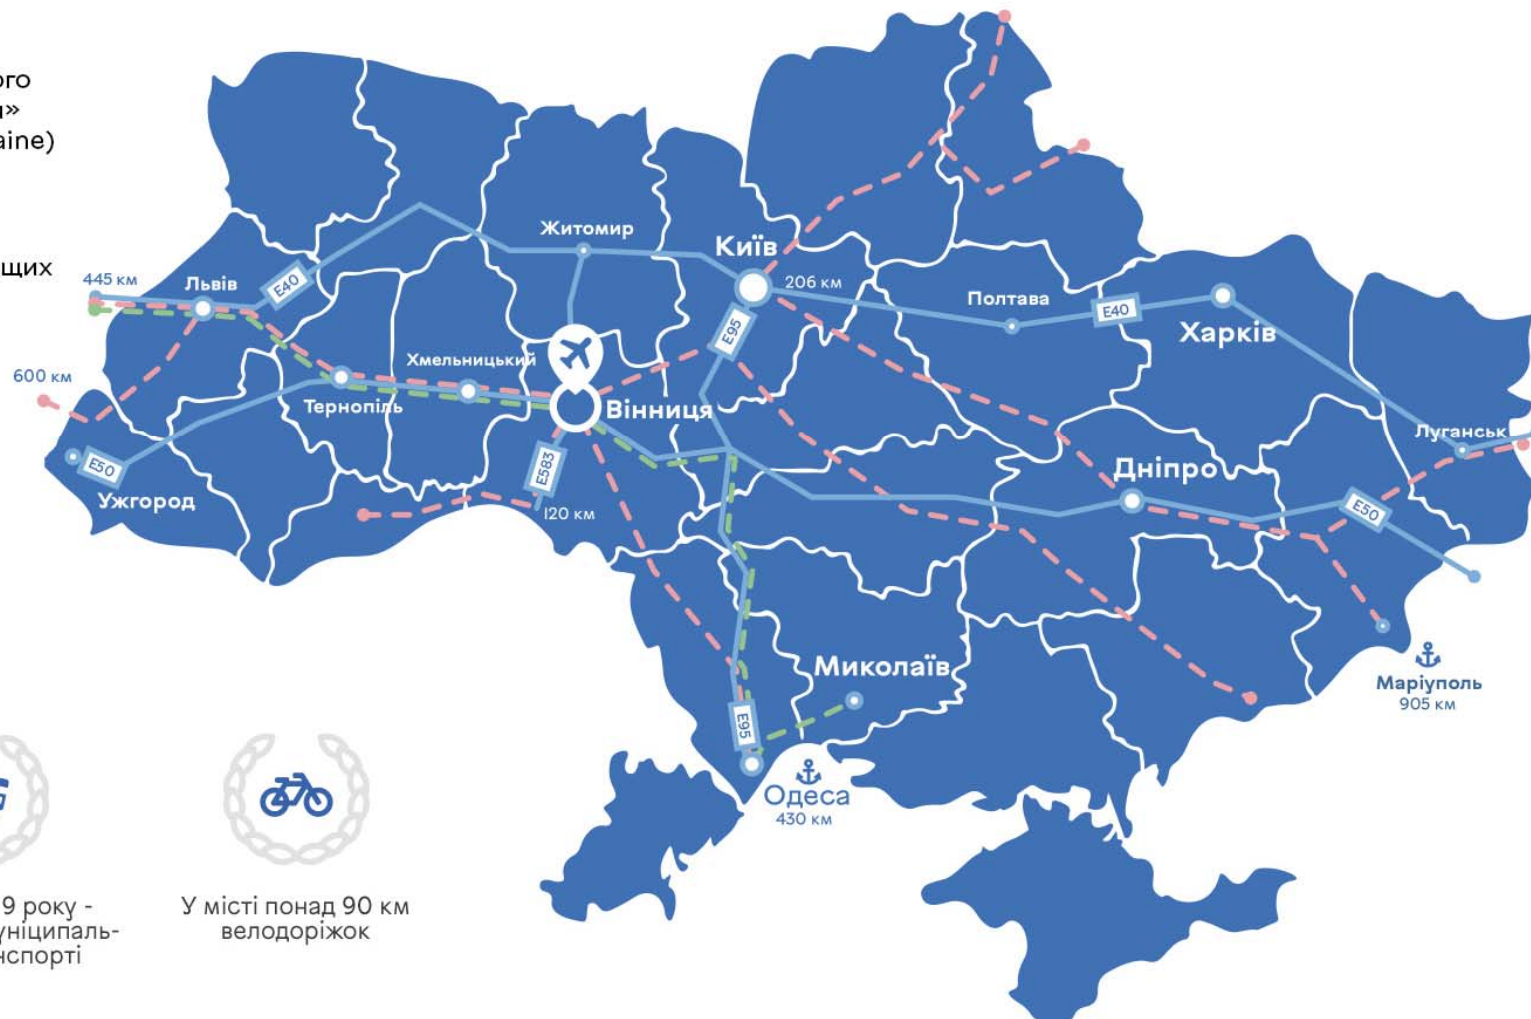 ого
»
aine)
щих
445 км
Львів
E40
Житомир
Київ
206 км
E95
Полтава
E40
Харків
600 км
Тернопіль
Хмельницький
Вінниця
Луганськ
E50
Ужгород
E583
120 км
Дніпро
E50
Миколаїв
Маріуполь
905 км
E95
Одеса
430 км
9 року -
уніципаль-
нспорті
У місті понад 90 км
велодоріжок